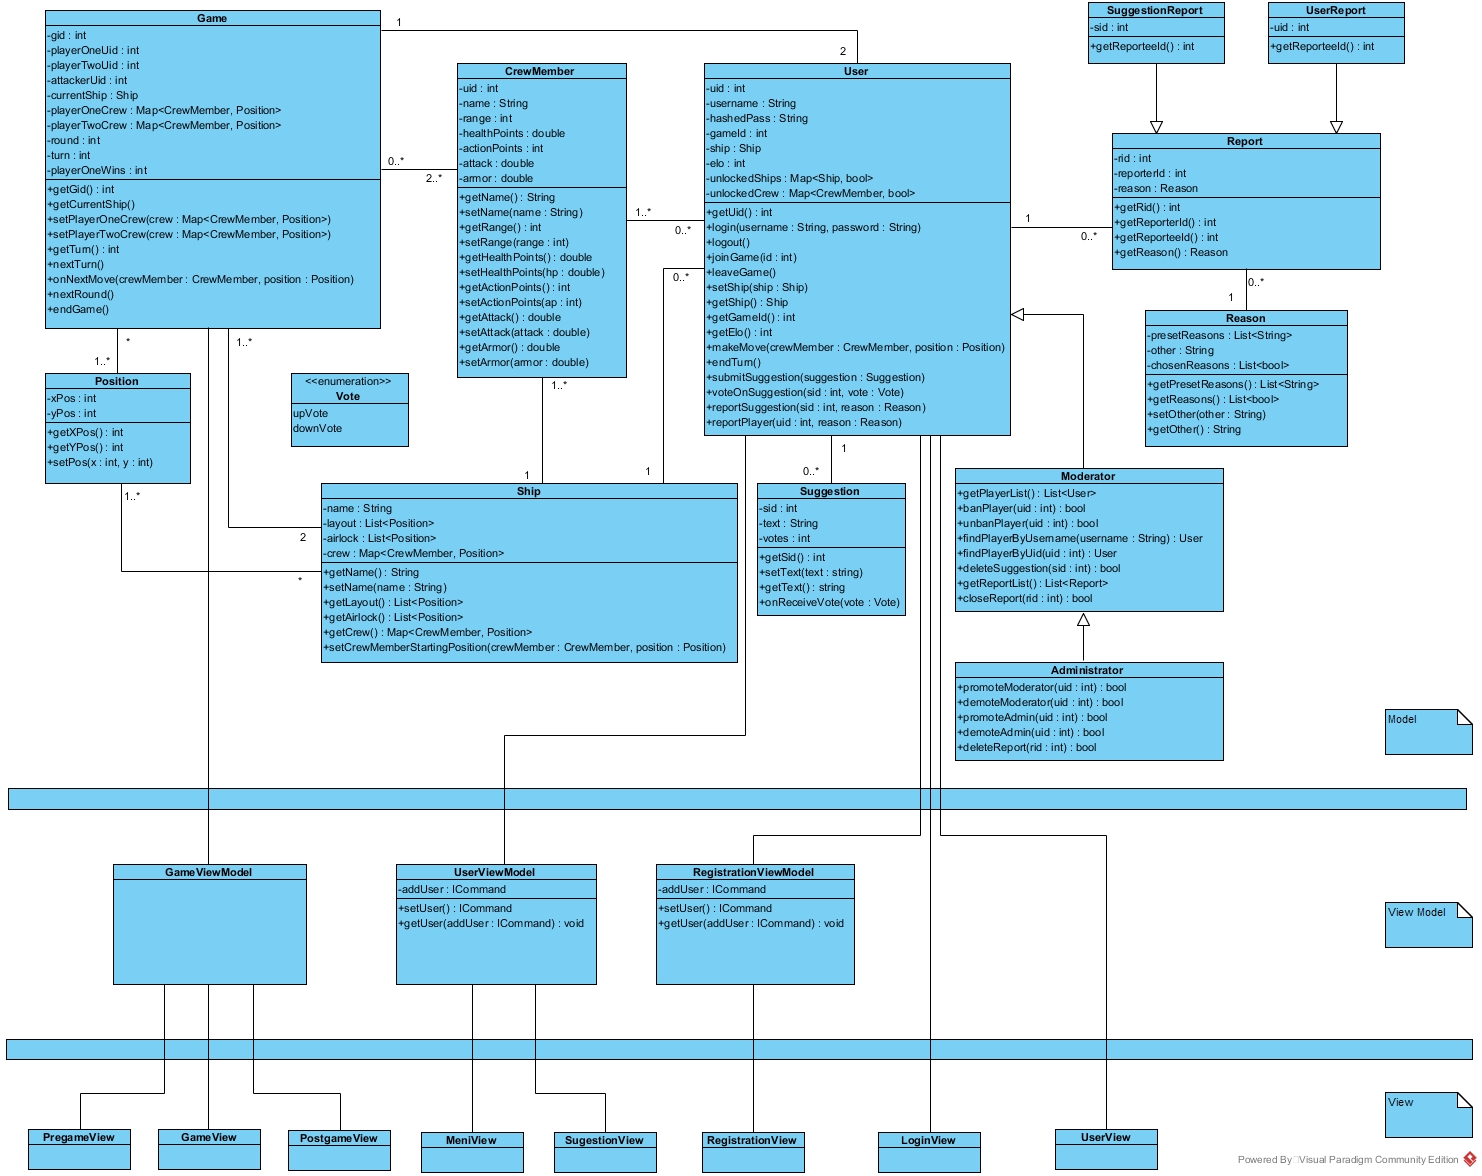 Game
-gid : int
-playerOneUid : int
-playerTwoUid : int
-attackerUid : int
-currentShip : Ship
-playerOneCrew : Map<CrewMember, Position>
-playerTwoCrew : Map<CrewMember, Position>
-round : int
-turn : int
-playerOneWins : int
+getGid() : int
+getCurrentShip()
+setPlayerOneCrew(crew : Map<CrewMember, Position>)
+setPlayerTwoCrew(crew : Map<CrewMember, Position>)
+getTurn() : int
+nextTurn()
+onNextMove(crewMember : CrewMember, position : Position)
+nextRound()
+endGame()
1
2
0..*
2..*
CrewMember
-uid : int
-name : String
-range : int
-healthPoints : double
-actionPoints : int
-attack : double
-armor : double
+getName() : String
+setName(name : String)
+getRange() : int
+setRange(range : int)
+getHealthPoints() : double
+setHealthPoints(hp : double)
+getActionPoints() : int
+setActionPoints(ap : int)
+getAttack() : double
+setAttack(attack : double)
+getArmor() : double
+setArmor(armor : double)
1..*
0..*
User
-uid : int
-username : String
-hashedPass : String
-gameId : int
-ship : Ship
-elo : int
-unlockedShips : Map<Ship, bool>
-unlockedCrew : Map<CrewMember, bool>
+getUid() : int
+login(username : String, password : String)
+logout()
+joinGame(id : int)
+leaveGame()
+setShip(ship : Ship)
+getShip() : Ship
+getGameId() : int
+getElo() : int
+makeMove(crewMember : CrewMember, position : Position)
+endTurn()
+submitSuggestion(suggestion : Suggestion)
+voteOnSuggestion(sid : int, vote : Vote)
+reportSuggestion(sid : int, reason : Reason)
+reportPlayer(uid : int, reason : Reason)
SuggestionReport
-sid : int
+getReporteeId() : int
UserReport
-uid : int
+getReporteeId() : int
Report
-rid : int
-reporterId : int
-reason : Reason
+getRid() : int
+getReporterId() : int
+getReporteeId() : int
+getReason() : Reason
1
0..*
0..*
1
Reason
-presetReasons : List<String>
-other : String
-chosenReasons : List<bool>
+getPresetReasons() : List<String>
+getReasons() : List<bool>
+setOther(other : String)
+getOther() : String
*
1..*
1..*
0..*
Position
-xPos : int
-yPos : int
+getXPos() : int
+getYPos() : int
+setPos(x : int, y : int)
<<enumeration>>
Vote
upVote
downVote
1..*
1..*
1
1
2
*
Ship
-name : String
-layout : List<Position>
-airlock : List<Position>
-crew : Map<CrewMember, Position>
+getName() : String
+setName(name : String)
+getLayout() : List<Position>
+getAirlock() : List<Position>
+getCrew() : Map<CrewMember, Position>
+setCrewMemberStartingPosition(crewMember : CrewMember, position : Position)
1
0..*
Suggestion
-sid : int
-text : String
-votes : int
+getSid() : int
+setText(text : string)
+getText() : string
+onReceiveVote(vote : Vote)
Moderator
+getPlayerList() : List<User>
+banPlayer(uid : int) : bool
+unbanPlayer(uid : int) : bool
+findPlayerByUsername(username : String) : User
+findPlayerByUid(uid : int) : User
+deleteSuggestion(sid : int) : bool
+getReportList() : List<Report>
+closeReport(rid : int) : bool
Administrator
+promoteModerator(uid : int) : bool
+demoteModerator(uid : int) : bool
+promoteAdmin(uid : int) : bool
+demoteAdmin(uid : int) : bool
+deleteReport(rid : int) : bool
Model
GameViewModel
UserViewModel
-addUser : ICommand
+setUser() : ICommand
+getUser(addUser : ICommand) : void
RegistrationViewModel
-addUser : ICommand
+setUser() : ICommand
+getUser(addUser : ICommand) : void
View Model
PregameView
GameView
PostgameView
MeniView
SugestionView
RegistrationView
LoginView
UserView
View
Powered By Visual Paradigm Community Edition